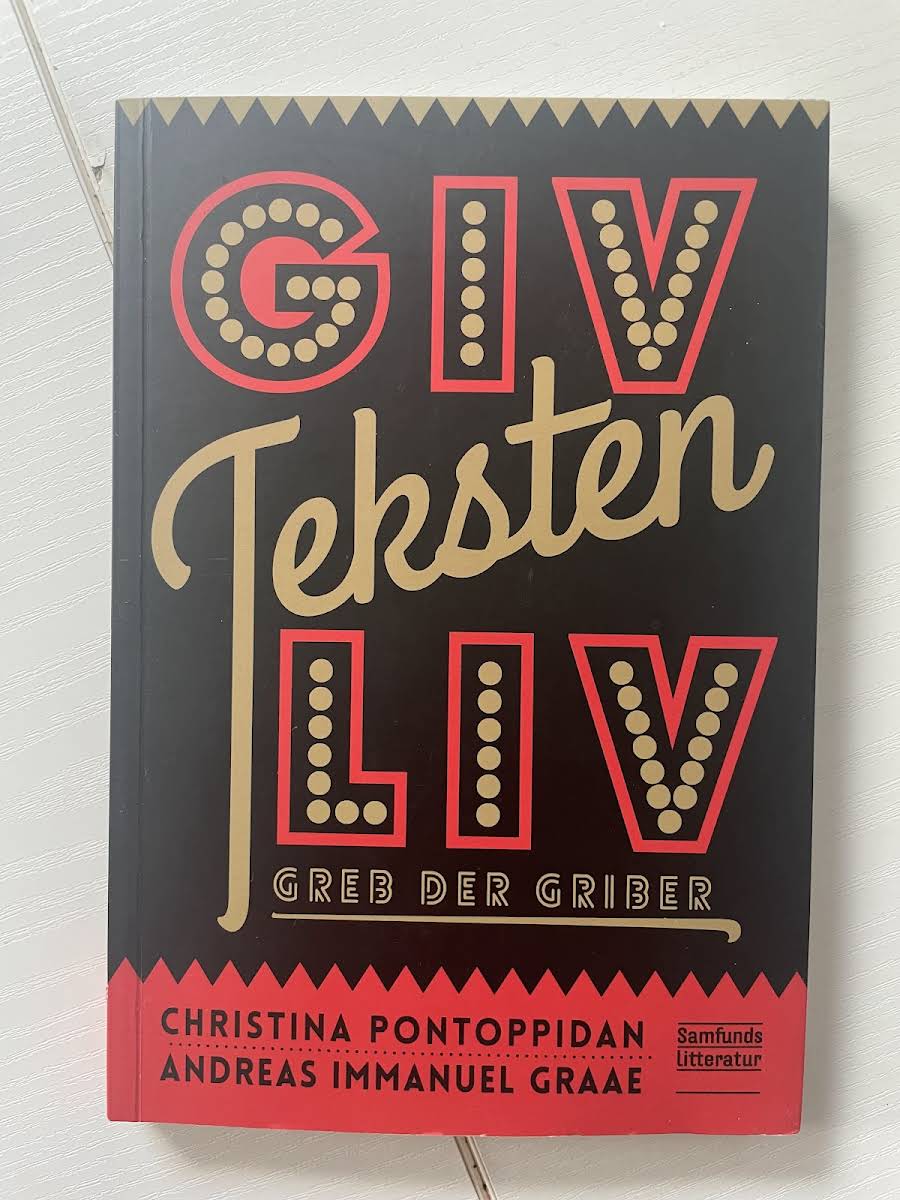 GIV
Teksten
LIV
GREB DER GRIBER
CHRISTINA PONTOPPIDAN
ANDREAS IMMANUEL GRAAE
Samfunds
litteratur